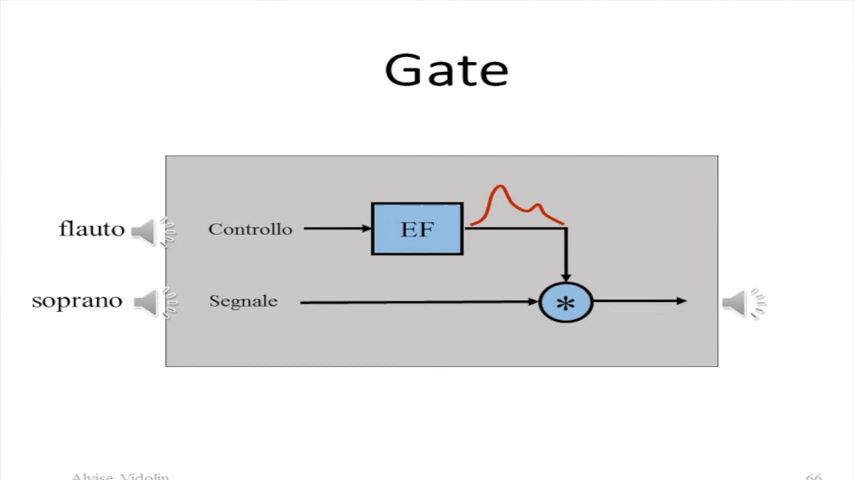 Gate
flauto
Controllo
EF
soprano
Segnale
*
Alvise Vidolin
66